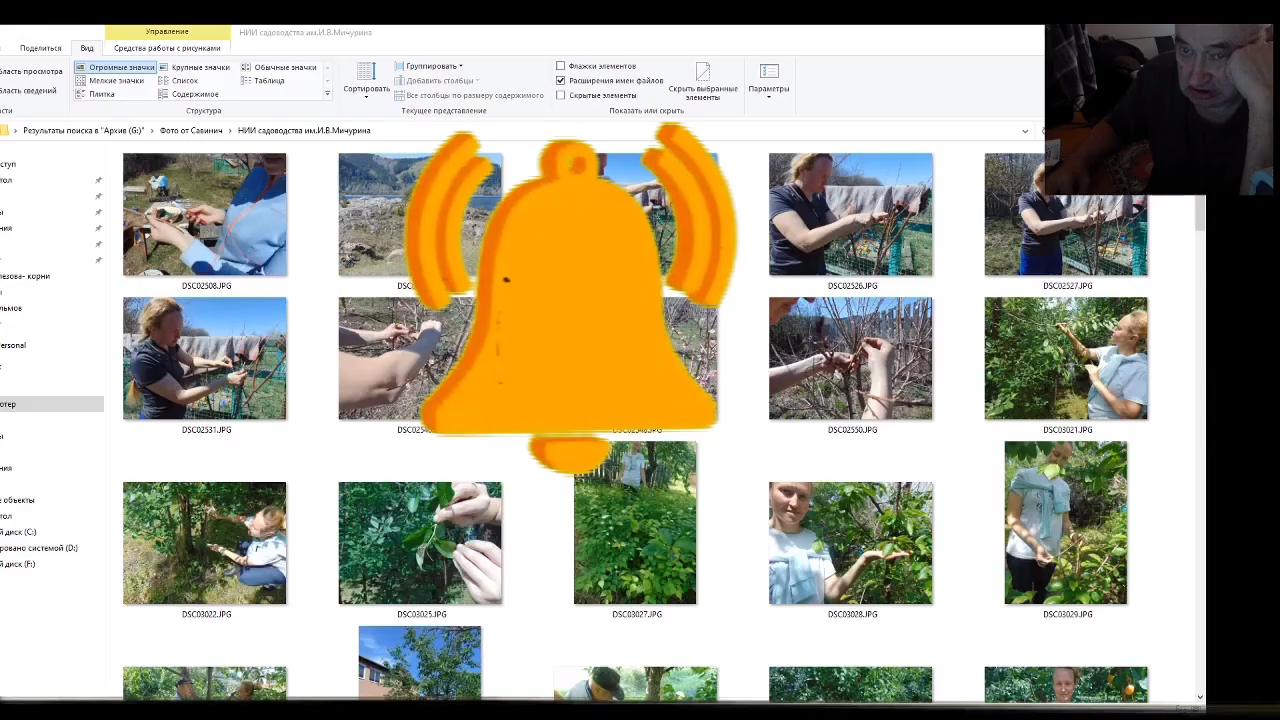 Управление
НИИ садоводства им.И.В.Мичурина
Поделиться
Вид
Средства работы с рисунками
бласть просмотра
бласть сведений
Огромные значки
Крупные значки
Обычные значки
Мелкие значки
Список
Таблица
Плитка
Содержимое
Структура
Сортировать
Группировать
Добавить столбцы
Все столбцы по размеру содержимого
Текущее представление
Флажки элементов
Расширения имен файлов
Скрытые элементы
Скрыть выбранные
элементы
Показать или скрыть
Параметры
Результаты поиска в "Архив (G:)"
Фото от Савинич
НИИ садоводства им.И.В.Мичурина
ступ
тол
ы
ния
лезова- корни
ы
льмов
ersonal
отер
ы
ния
ые объекты
тол
й диск (C:)
ровано системой (D:)
й диск (F:)
DSC02508.JPG
DSC02526.JPG
DSC02527.JPG
DSC02531.JPG
DSC02550.JPG
DSC03021.JPG
DSC03022.JPG
DSC03025.JPG
DSC03027.JPG
DSC03028.JPG
DSC03029.JPG